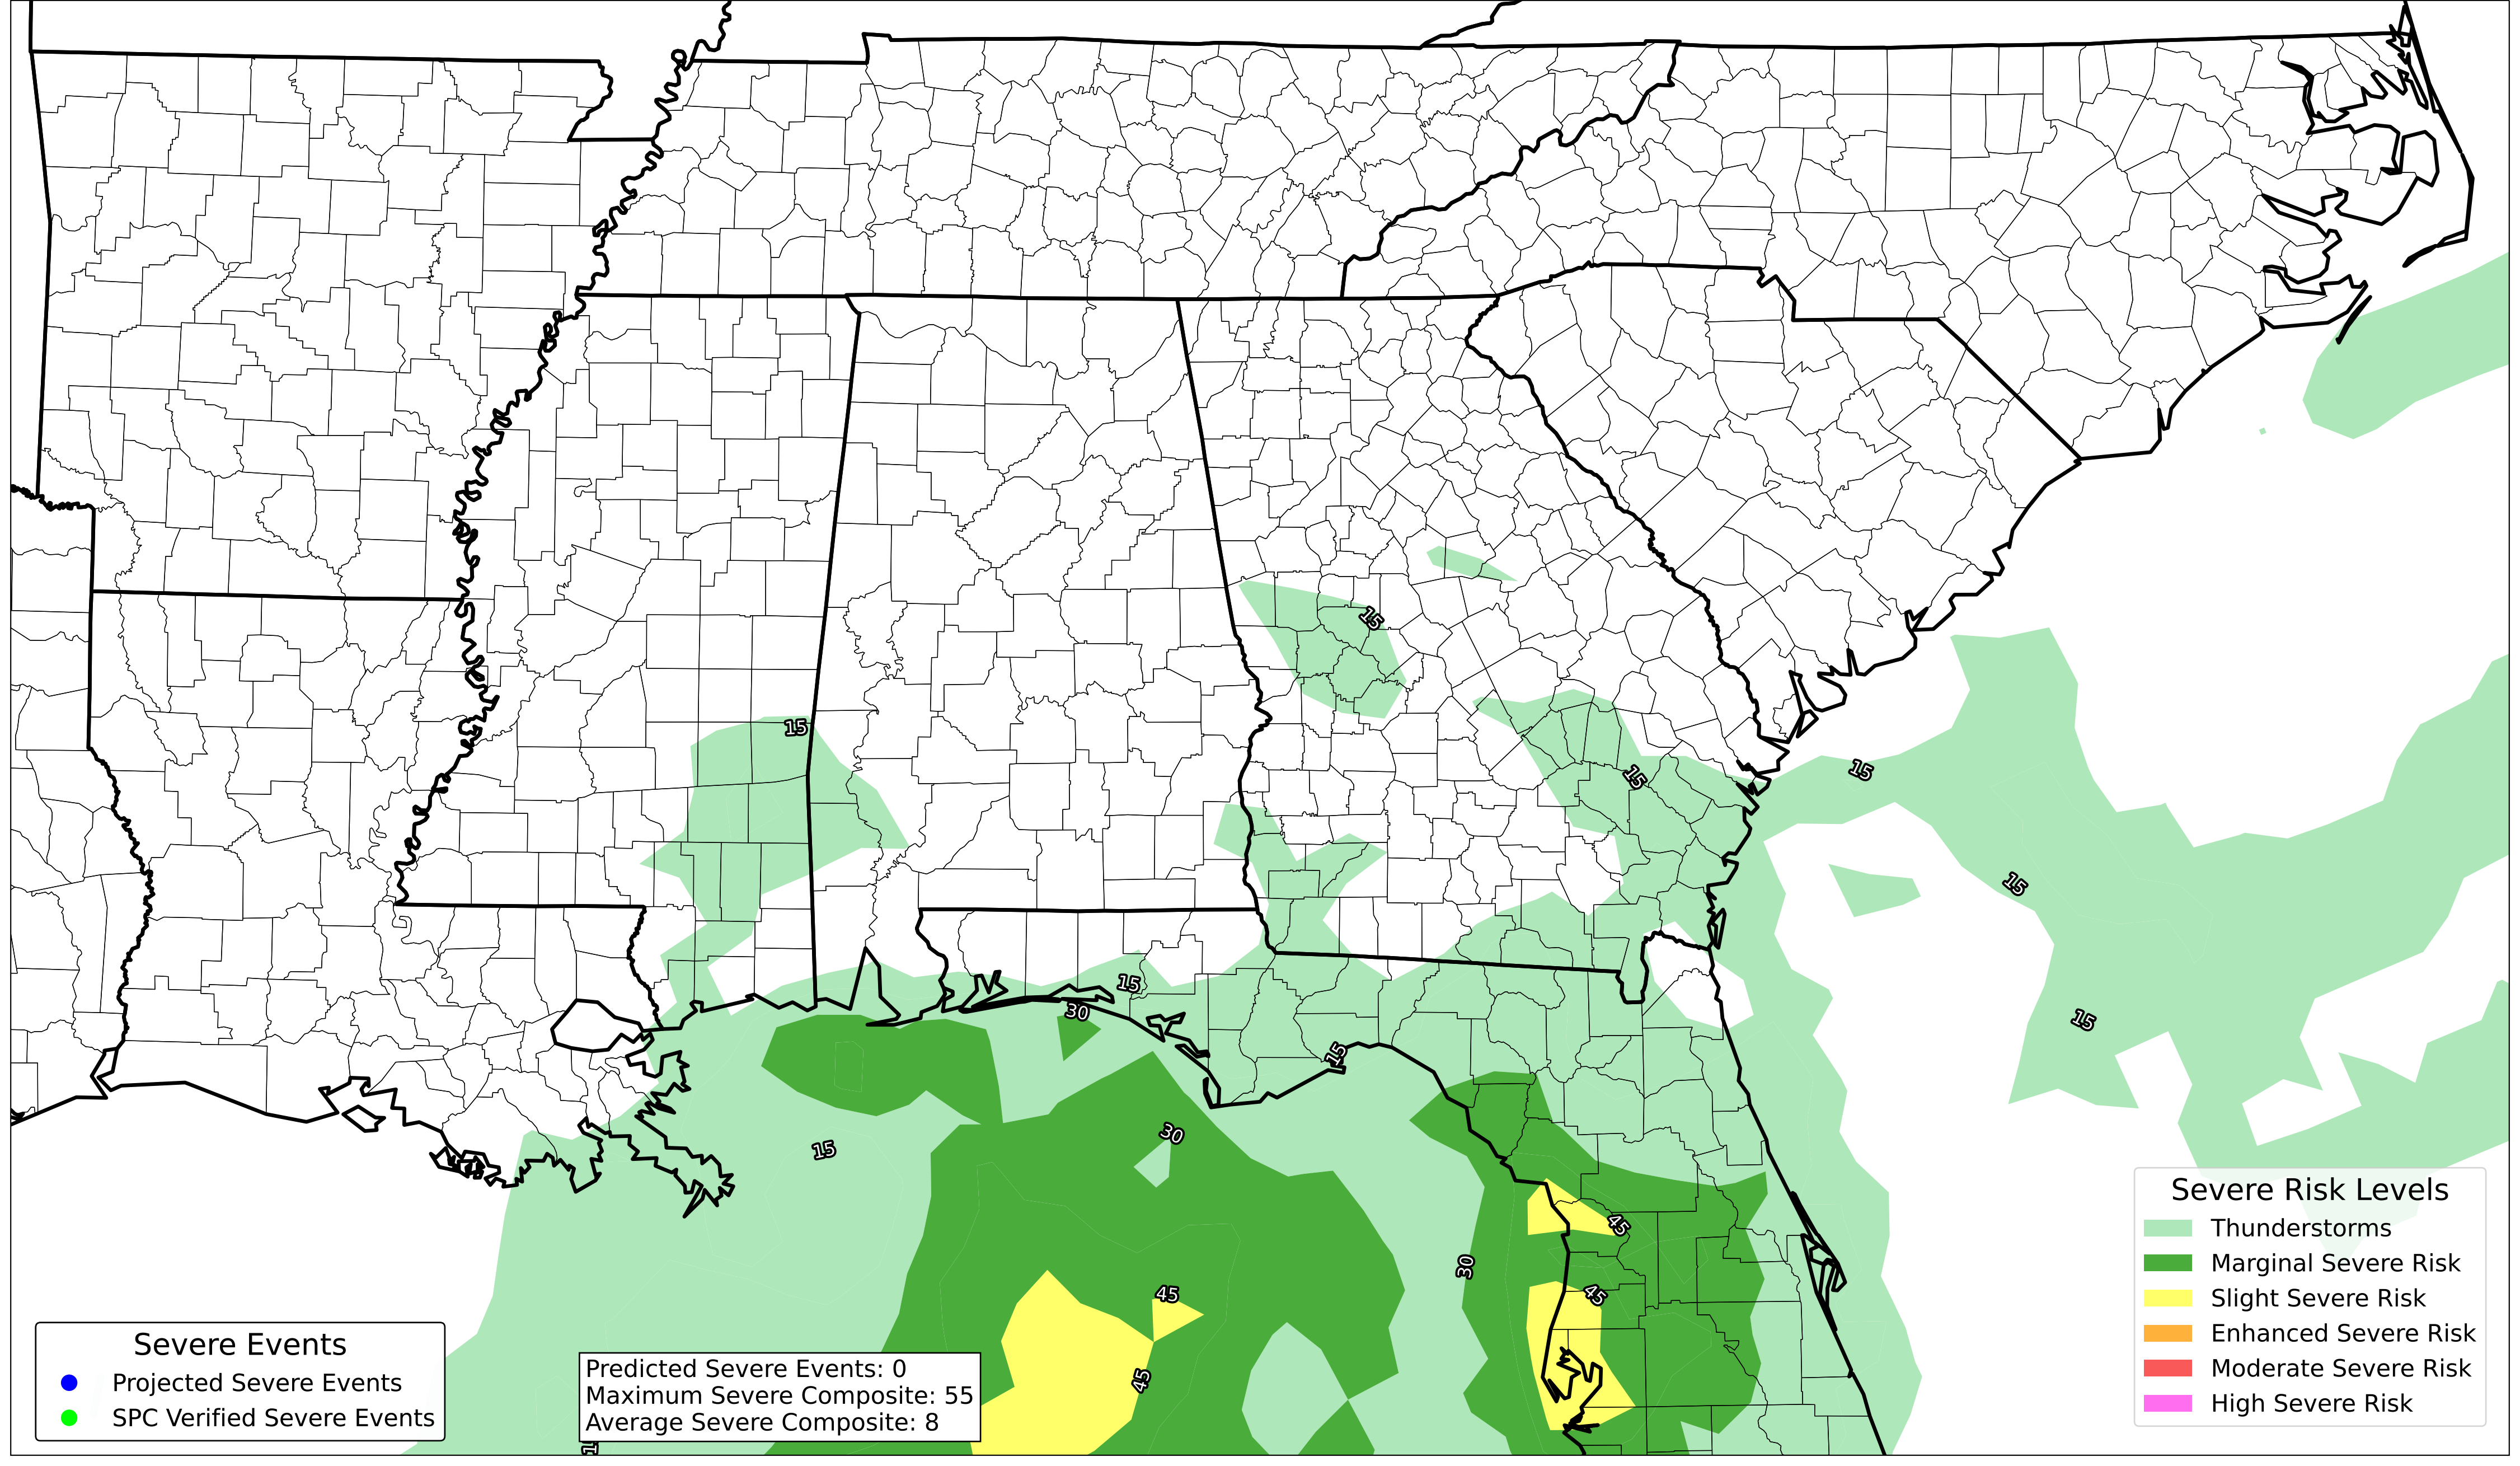 15
15
15
15
15
15
30
15
15
30
15
45
30
45
45
45
Severe Risk Levels
Thunderstorms
Marginal Severe Risk
Slight Severe Risk
Enhanced Severe Risk
Moderate Severe Risk
High Severe Risk
Severe Events
Projected Severe Events
SPC Verified Severe Events
Predicted Severe Events: 0
Maximum Severe Composite: 55
Average Severe Composite: 8